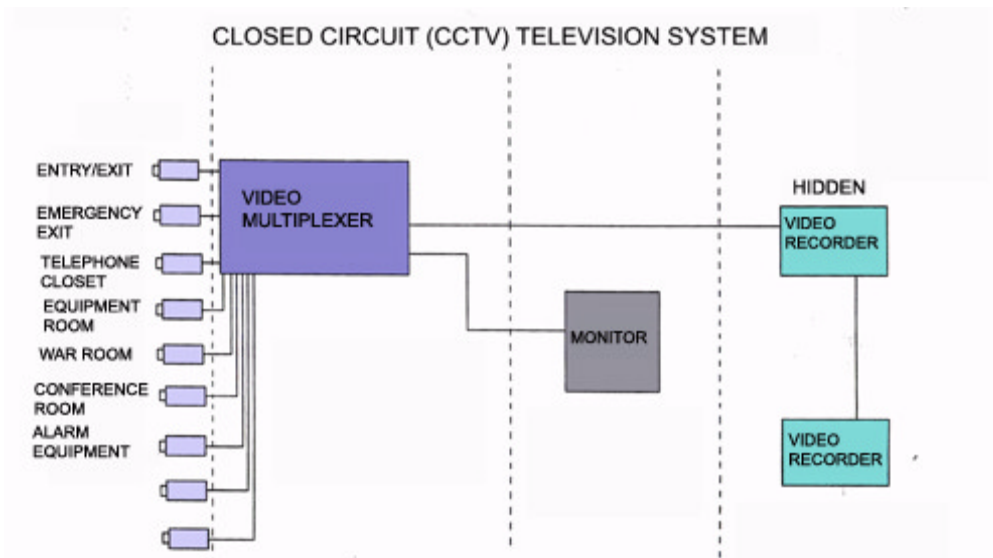 CLOSED CIRCUIT (CCTV) TELEVISION SYSTEM
ENTRY/EXIT
EMERGENCY
EXIT
TELEPHONE
CLOSET
EQUIPMENT
ROOM
WAR ROOM
CONFERENCE
ROOM
ALARM
EQUIPMENT
VIDEO
MULTIPLEXER
MONITOR
HIDDEN
VIDEO
RECORDER
VIDEO
RECORDER